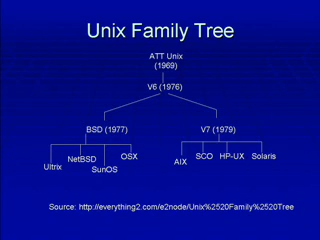 Unix Family Tree
ATT Unix
(1969)
V6 (1976)
BSD (1977)
V7 (1979)
Ultrix
NetBSD
SunOS
OSX
AIX
SCO
HP-UX
Solaris
Source: http://everything2.com/e2node/Unix%2520Family%2520Tree